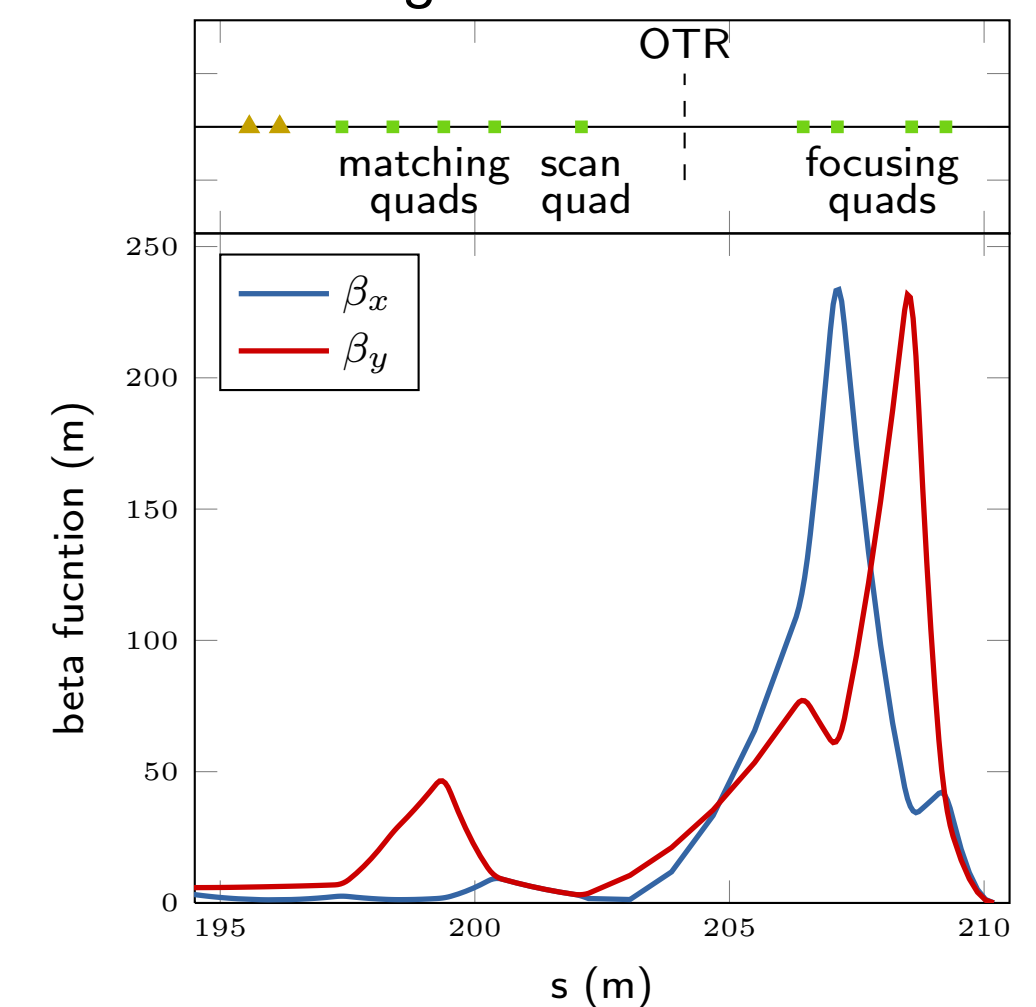 OTR
matching scan focusing
quads quad quads
250
βx
βy
200
150
100
50
0
beta fucntion (m)
195 200 205 210
s (m)